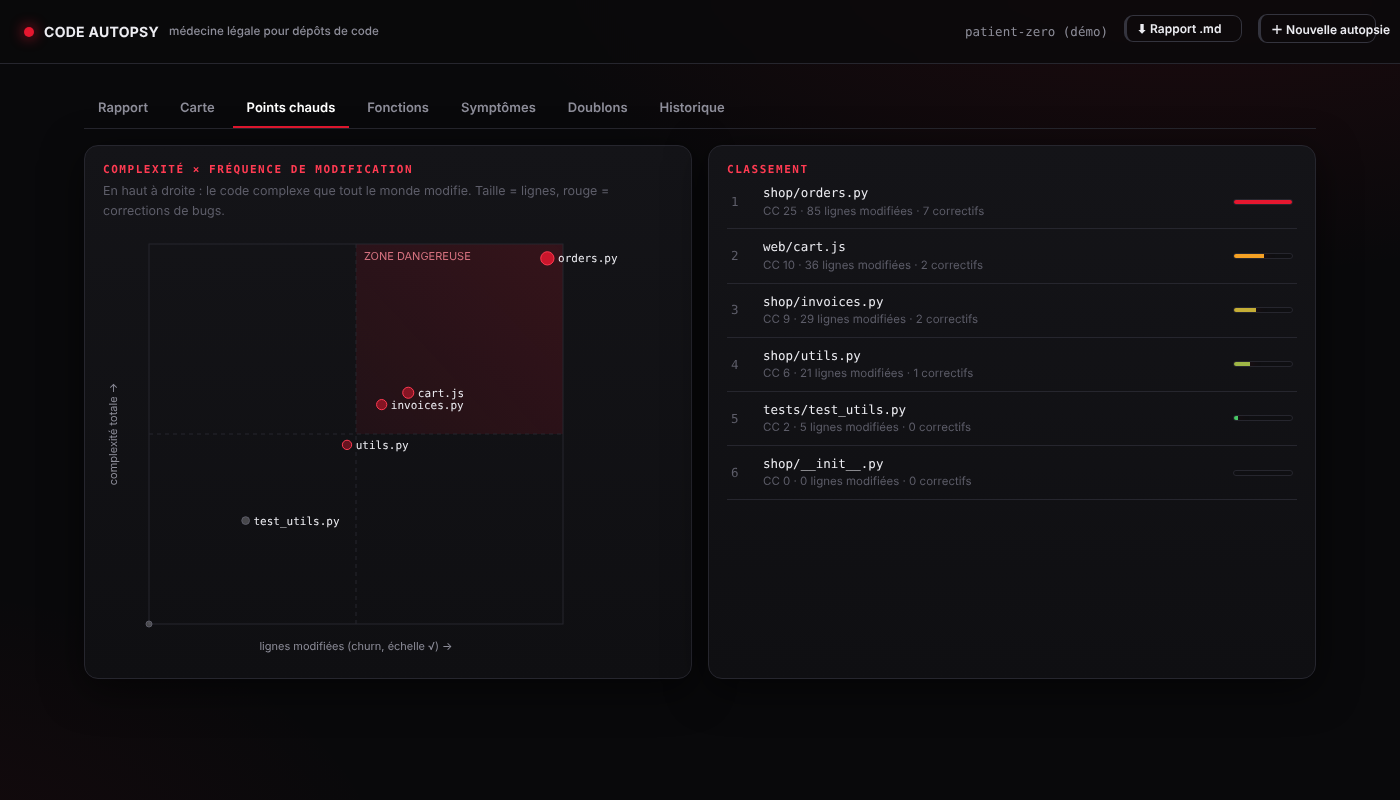 CODE AUTOPSY
médecine légale pour dépôts de code
patient-zero (démo)
⬇ Rapport .md
+ Nouvelle autopsie
Rapport
Carte
Points chauds
Fonctions
Symptômes
Doublons
Historique
COMPLEXITÉ × FRÉQUENCE DE MODIFICATION
En haut à droite : le code complexe que tout le monde modifie. Taille = lignes, rouge =
corrections de bugs.
ZONE DANGEREUSE
orders.py
cart.js
invoices.py
utils.py
test_utils.py
complexité totale →
lignes modifiées (churn, échelle √) →
CLASSEMENT
1
shop/orders.py
CC 25 · 85 lignes modifiées · 7 correctifs
2
web/cart.js
CC 10 · 36 lignes modifiées · 2 correctifs
3
shop/invoices.py
CC 9 · 29 lignes modifiées · 2 correctifs
4
shop/utils.py
CC 6 · 21 lignes modifiées · 1 correctifs
5
tests/test_utils.py
CC 2 · 5 lignes modifiées · 0 correctifs
6
shop/__init__.py
CC 0 · 0 lignes modifiées · 0 correctifs